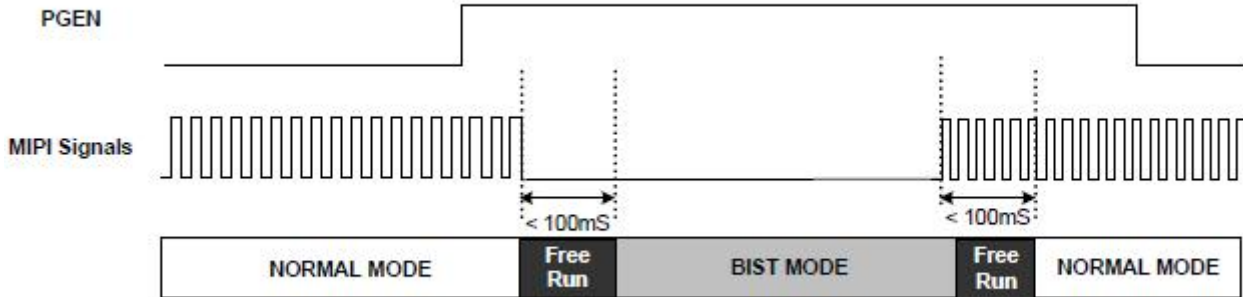 PGEN
MIPI Signals
< 100mS
< 100mS
NORMAL MODE
Free
Run
BIST MODE
Free
Run
NORMAL MODE